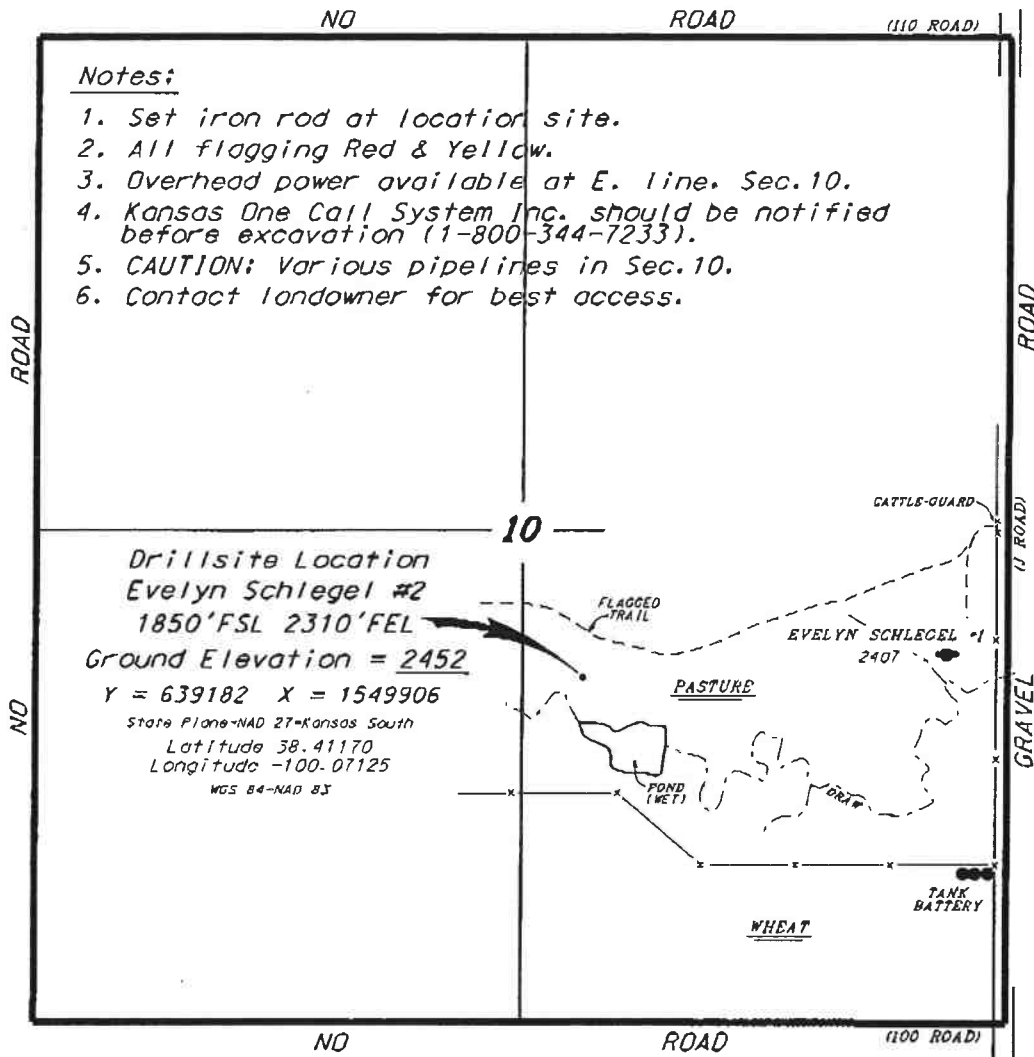 NO ROAD (110 ROAD)
Notes:
1. Set iron rod at location site.
2. All flagging Red & Yellow.
3. Overhead power available at E. line. Sec.10.
4. Kansas One Call System Inc. should be notified
before excavation (1-800-344-7233).
5. CAUTION: Various pipelines in Sec.10.
6. Contact landowner for best access.
ROAD
ROAD
CATTLE-GUARD
10
(J ROAD)
Drillsite Location
Evelyn Schlegel #2
1850'FSL 2310'FEL
Ground Elevation = 2452
Y = 639182 X = 1549906
State Plane-NAD 27-Kansas South
Latitude 38.41170
Longitude -100.07125
WGS 84-NAD 83
FLAGGED
TRAIL
EVELYN SCHLEGEL #1
2407
PASTURE
NO
GRAVEL
POND
(WET)
DRAW
TANK
BATTERY
WHEAT
NO ROAD (100 ROAD)